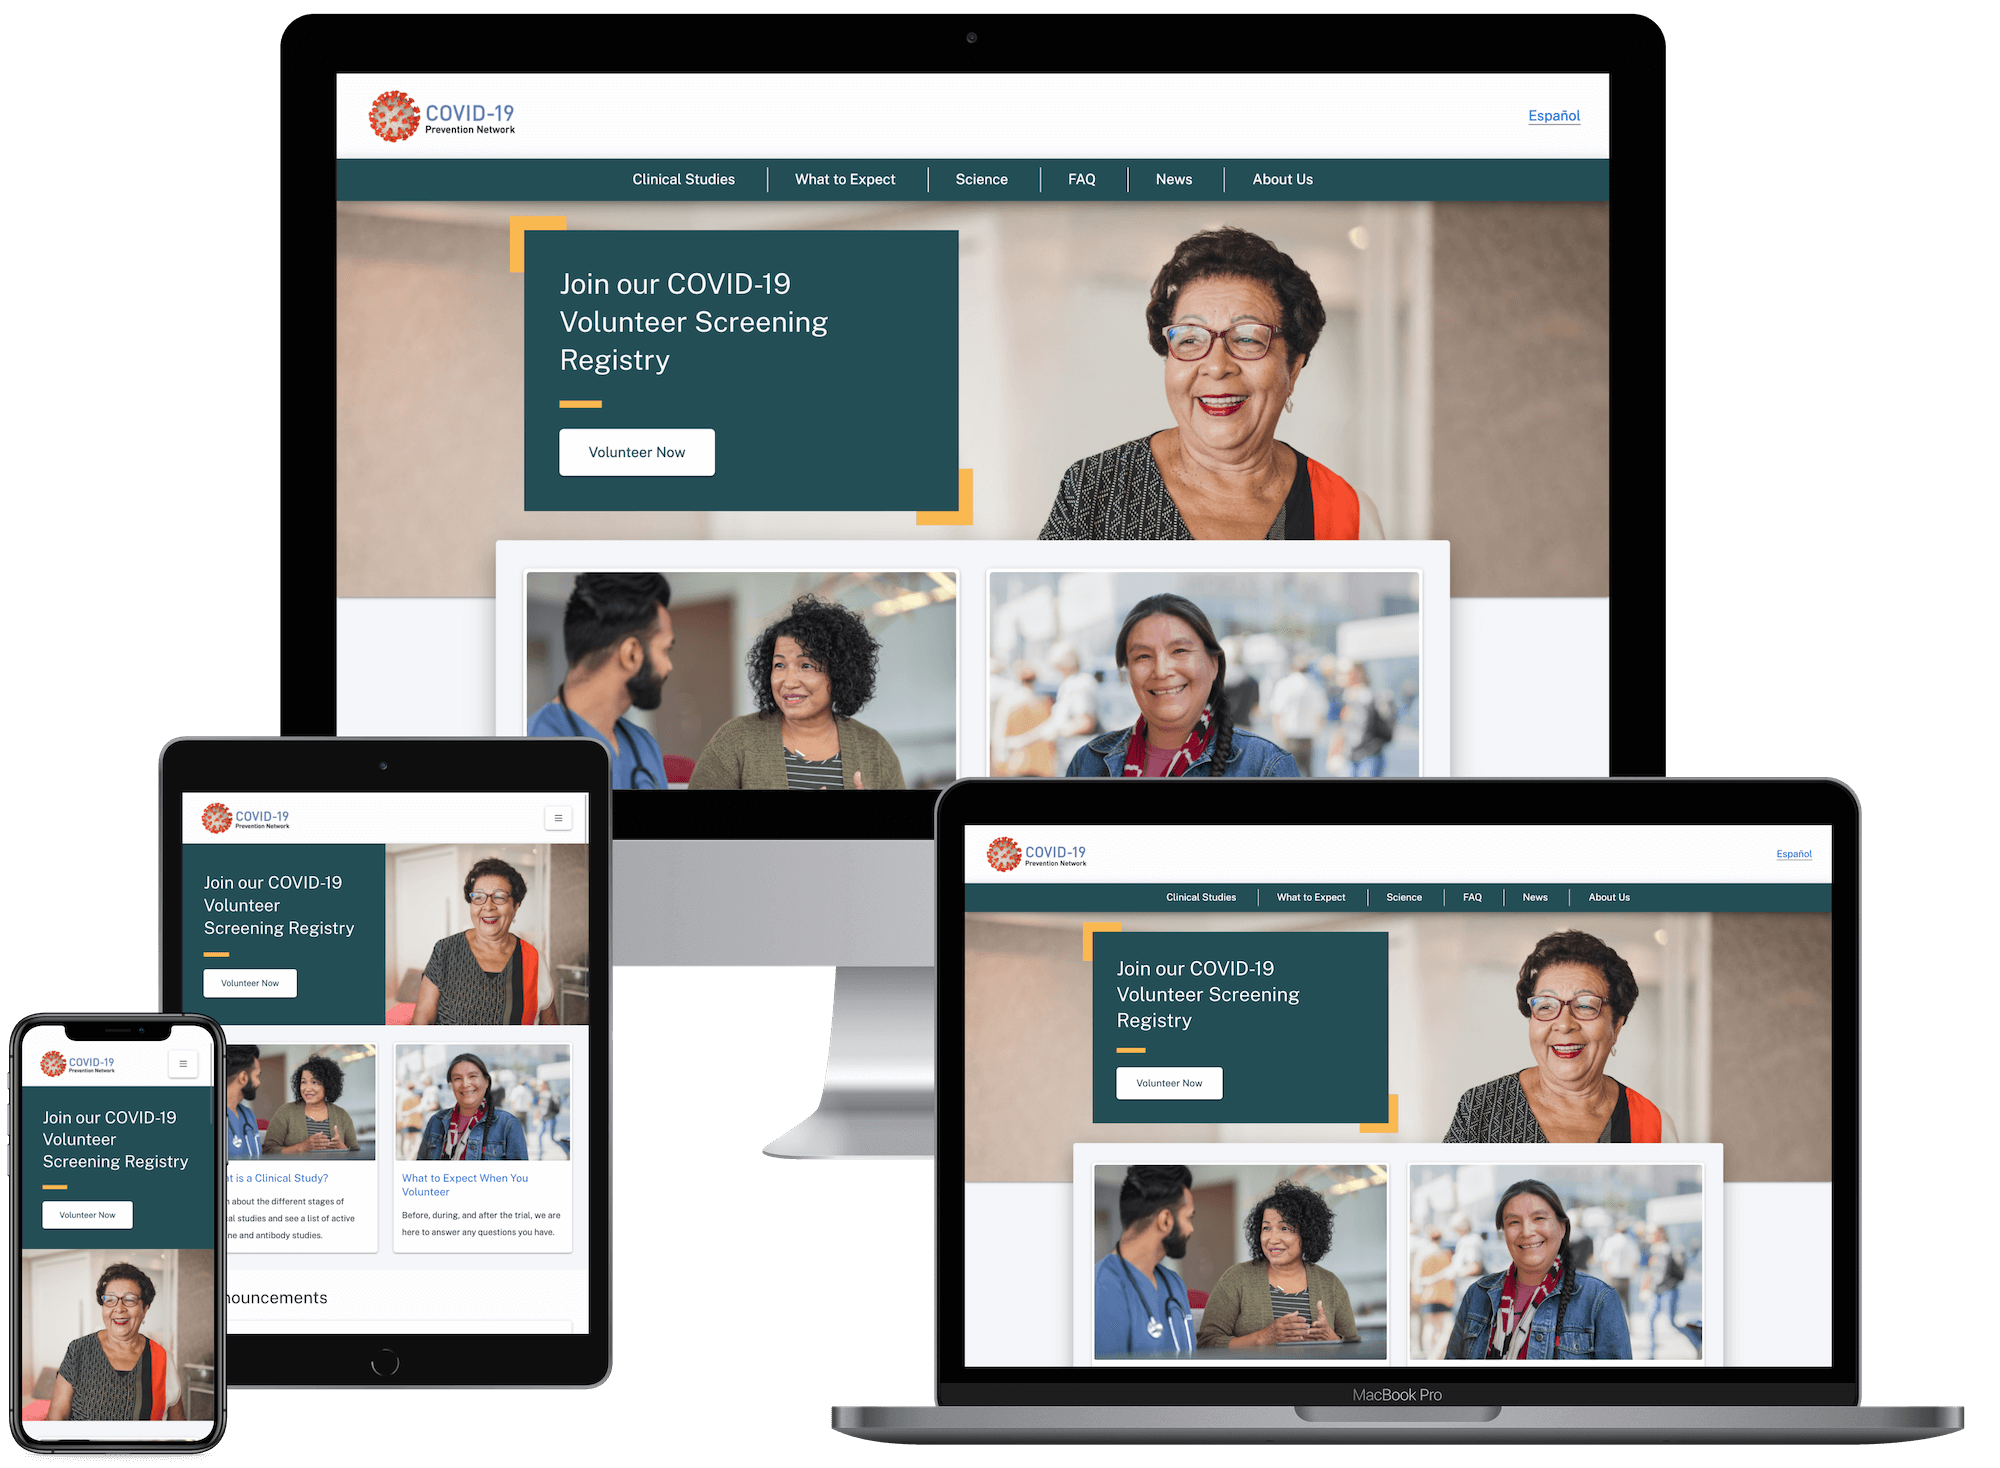 COVID-19
Prevention Network
Español
Clinical Studies
What to Expect
Science
FAQ
News
About Us
Join our COVID-19
Volunteer Screening
Registry
Volunteer Now
COVID-19
Prevention Network
Join our COVID-19
Volunteer
Screening Registry
Volunteer Now
t is a Clinical Study?
about the different stages of
al studies and see a list of active
ne and antibody studies.
What to Expect When You
Volunteer
Before, during, and after the trial, we are
here to answer any questions you have.
nouncements
COVID-19
Prevention Network
Join our COVID-19
Volunteer
Screening Registry
Volunteer Now
COVID-19
Prevention Network
Español
Clinical Studies
What to Expect
Science
FAQ
News
About Us
Join our COVID-19
Volunteer Screening
Registry
Volunteer Now
MacBook Pro